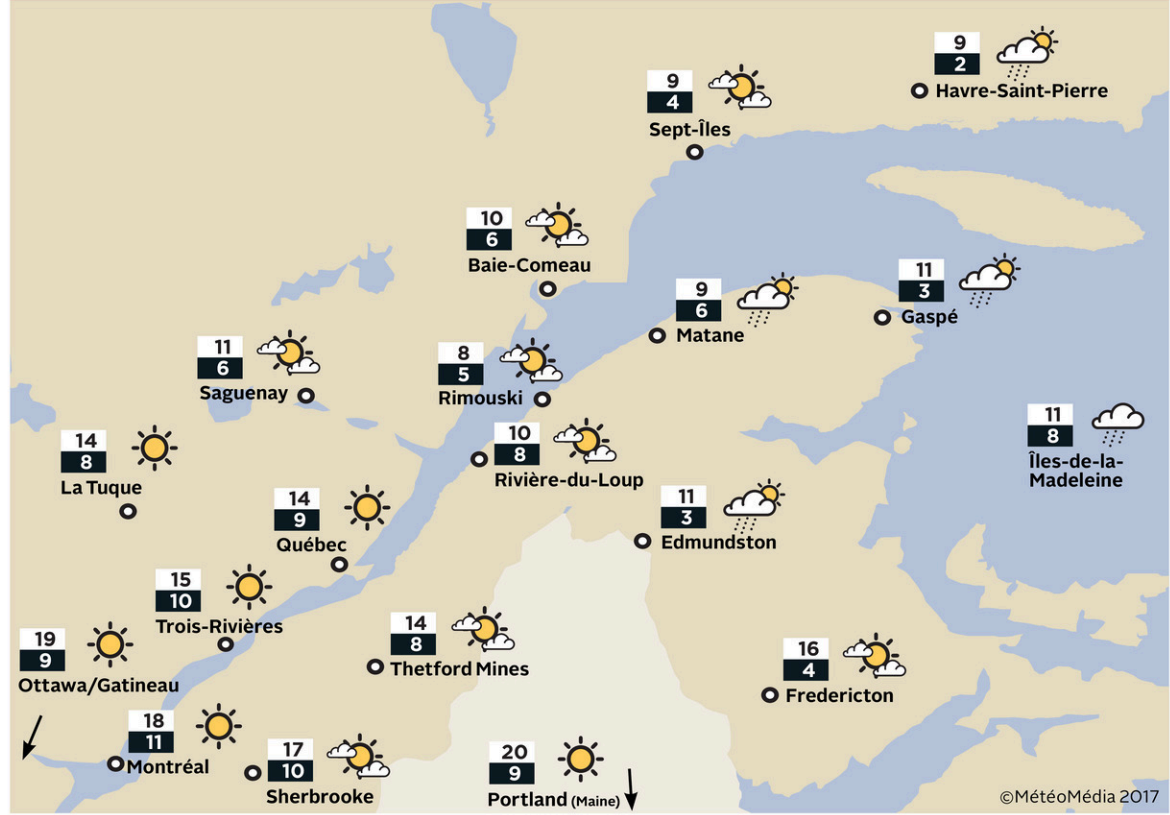 9
2
Havre-Saint-Pierre
9
4
Sept-Îles
10
6
Baie-Comeau
11
3
Gaspé
9
6
Matane
11
6
Saguenay
8
5
Rimouski
11
8
Îles-de-la-
Madeleine
14
8
La Tuque
10
8
Rivière-du-Loup
14
9
Québec
11
3
Edmundston
15
10
Trois-Rivières
14
8
Thetford Mines
19
9
Ottawa/Gatineau
16
4
Fredericton
18
11
Montréal
17
10
Sherbrooke
20
9
Portland (Maine)
©MétéoMédia 2017